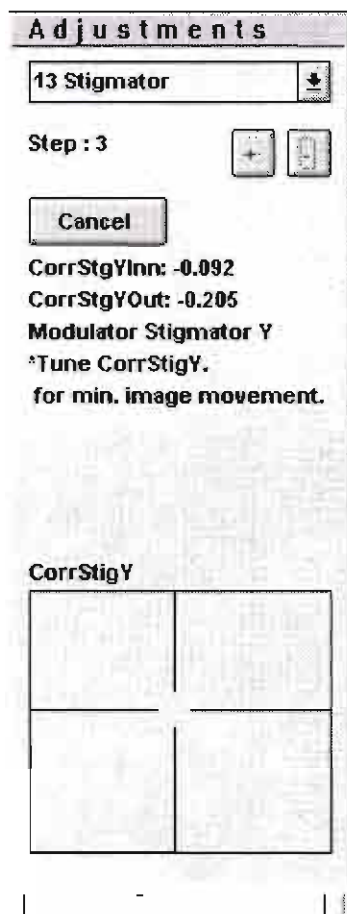 Adjustments
13 Stigmator
Step : 3
Cancel
CorrStgYInn: -0.092
CorrStgYOut: -0.205
Modulator Stigmator Y
*Tune CorrStigY.
for min. image movement.
CorrStigY